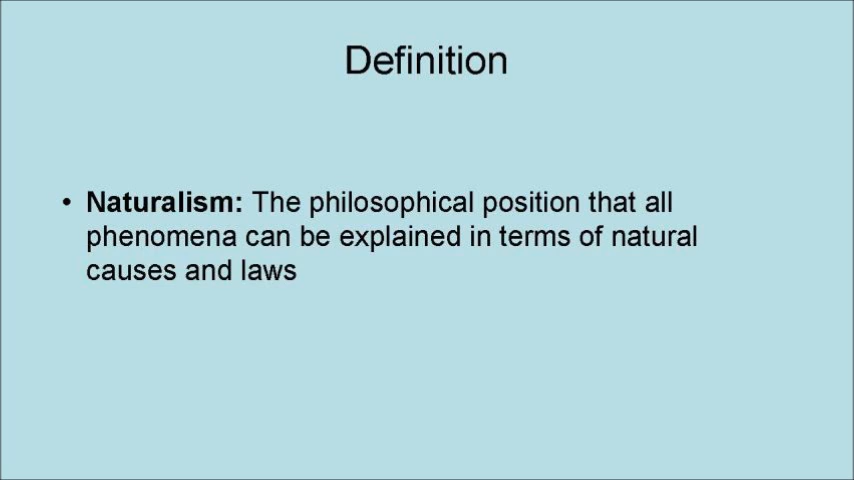 Definition
• Naturalism: The philosophical position that all
phenomena can be explained in terms of natural
causes and laws